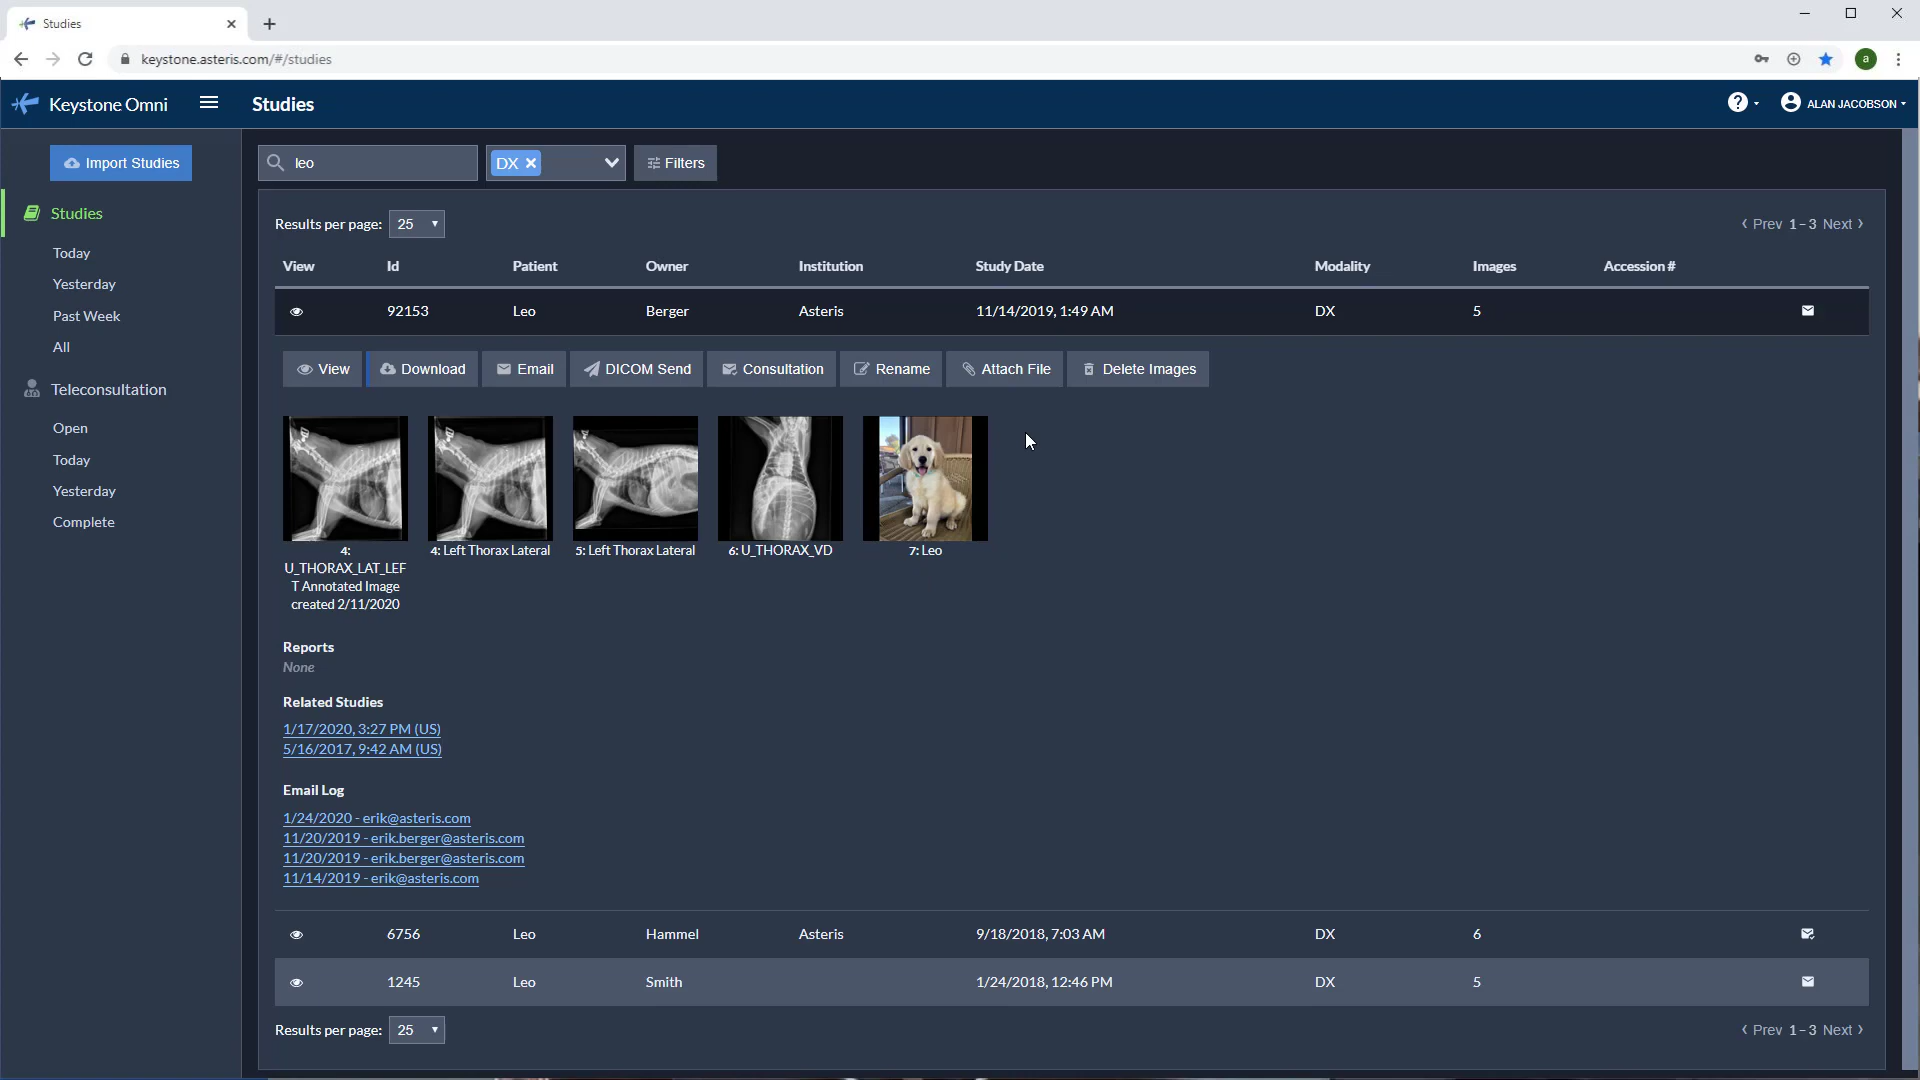 Studies
keystone.asteris.com/#/studies
a
Keystone Omni
Studies
? ALAN JACOBSON
Import Studies
leo
DX
Filters
Studies
Today
Yesterday
Past Week
All
Teleconsultation
Open
Today
Yesterday
Complete
Results per page: 25
Prev 1 – 3 Next
View Id Patient Owner Institution Study Date Modality Images Accession #
92153 Leo Berger Asteris 11/14/2019, 1:49 AM DX 5
View Download Email DICOM Send Consultation Rename Attach File Delete Images
4:
U_THORAX_LAT_LEF
T Annotated Image
created 2/11/2020
4: Left Thorax Lateral
5: Left Thorax Lateral
6: U_THORAX_VD
7: Leo
Reports
None
Related Studies
1/17/2020, 3:27 PM (US)
5/16/2017, 9:42 AM (US)
Email Log
1/24/2020 - erik@asteris.com
11/20/2019 - erik.berger@asteris.com
11/20/2019 - erik.berger@asteris.com
11/14/2019 - erik@asteris.com
6756 Leo Hammel Asteris 9/18/2018, 7:03 AM DX 6
1245 Leo Smith 1/24/2018, 12:46 PM DX 5
Results per page: 25
Prev 1 – 3 Next